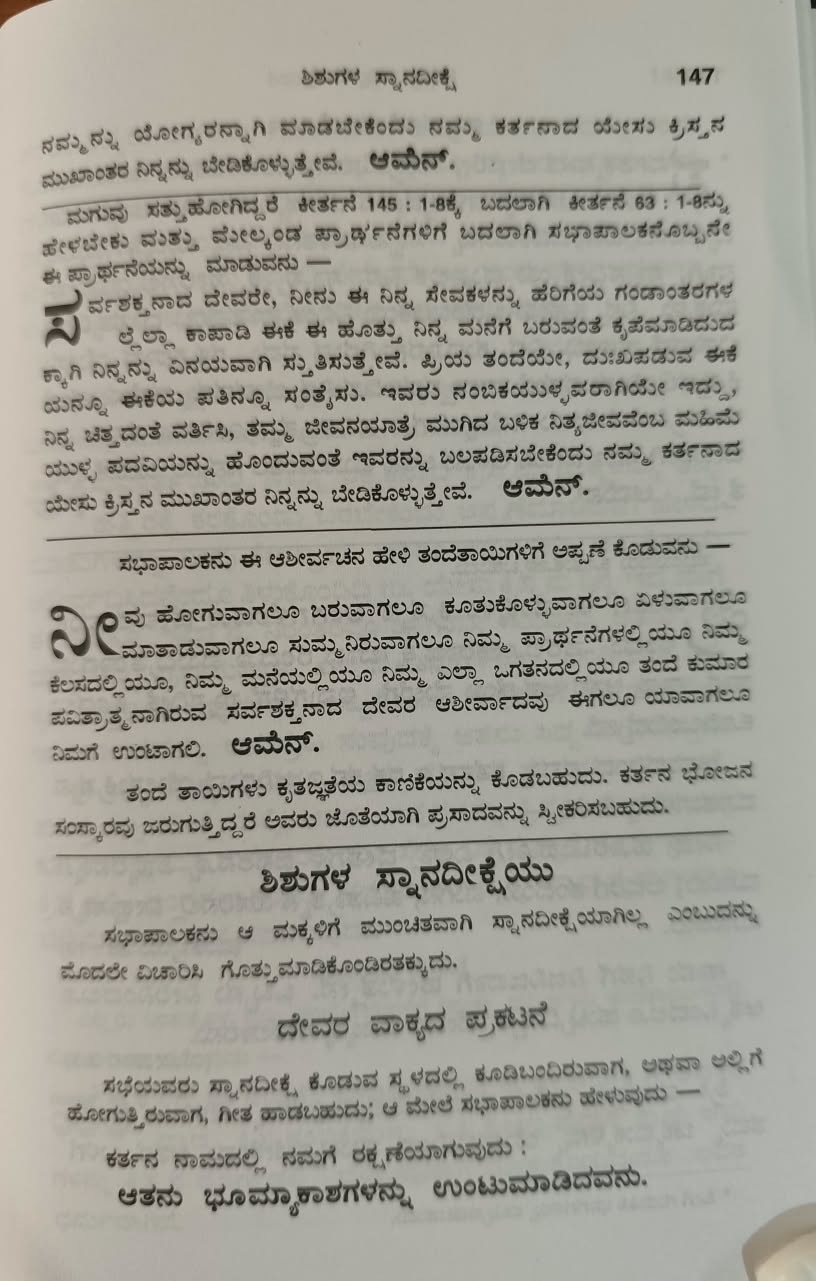 ಶಿಶುಗಳ ಸ್ನಾನದೀಕ್ಷೆ 147
ನಮ್ಮನ್ನು ಯೋಗ್ಯರನ್ನಾಗಿ ಮಾಡಬೇಕೆಂದು ನಮ್ಮ ಕರ್ತನಾದ ಯೇಸು ಕ್ರಿಸ್ತನ
ಮುಖಾಂತರ ನಿನ್ನನ್ನು ಬೇಡಿಕೊಳ್ಳುತ್ತೇವೆ. ಆಮೆನ್.
ಮಗುವು ಸತ್ತುಹೋಗಿದ್ದರೆ ಕೀರ್ತನೆ 145 : 1-8ಕ್ಕೆ ಬದಲಾಗಿ ಕೀರ್ತನೆ 63 : 1-8ನ್ನು
ಹೇಳಬೇಕು ಮತ್ತು ಮೇಲ್ಕಂಡ ಪ್ರಾರ್ಥನೆಗಳಿಗೆ ಬದಲಾಗಿ ಸಭಾಪಾಲಕನೊಬ್ಬನೇ
ಈ ಪ್ರಾರ್ಥನೆಯನ್ನು ಮಾಡುವನು —
ಸರ್ವಶಕ್ತನಾದ ದೇವರೇ, ನೀನು ಈ ನಿನ್ನ ಸೇವಕಳನ್ನು ಹೆರಿಗೆಯ ಗಂಡಾಂತರಗಳ
ಲ್ಲೆಲ್ಲಾ ಕಾಪಾಡಿ ಈಕೆ ಈ ಹೊತ್ತು ನಿನ್ನ ಮನೆಗೆ ಬರುವಂತೆ ಕೃಪೆಮಾಡಿದುದ
ಕ್ಕಾಗಿ ನಿನ್ನನ್ನು ವಿನಯವಾಗಿ ಸ್ತುತಿಸುತ್ತೇವೆ. ಪ್ರಿಯ ತಂದೆಯೇ, ದುಃಖಪಡುವ ಈಕೆ
ಯನ್ನೂ ಈಕೆಯ ಪತಿನ್ನೂ ಸಂತೈಸು. ಇವರು ನಂಬಿಕಯುಳ್ಳವರಾಗಿಯೇ ಇದ್ದು,
ನಿನ್ನ ಚಿತ್ತದಂತೆ ವರ್ತಿಸಿ, ತಮ್ಮ ಜೀವನಯಾತ್ರೆ ಮುಗಿದ ಬಳಿಕ ನಿತ್ಯಜೀವವೆಂಬ ಮಹಿಮೆ
ಯುಳ್ಳ ಪದವಿಯನ್ನು ಹೊಂದುವಂತೆ ಇವರನ್ನು ಬಲಪಡಿಸಬೇಕೆಂದು ನಮ್ಮ ಕರ್ತನಾದ
ಯೇಸು ಕ್ರಿಸ್ತನ ಮುಖಾಂತರ ನಿನ್ನನ್ನು ಬೇಡಿಕೊಳ್ಳುತ್ತೇವೆ. ಆಮೆನ್.
ಸಭಾಪಾಲಕನು ಈ ಆಶೀರ್ವಚನ ಹೇಳಿ ತಂದೆತಾಯಿಗಳಿಗೆ ಅಪ್ಪಣೆ ಕೊಡುವನು —
ನೀವು ಹೋಗುವಾಗಲೂ ಬರುವಾಗಲೂ ಕೂತುಕೊಳ್ಳುವಾಗಲೂ ಏಳುವಾಗಲೂ
ಮಾತಾಡುವಾಗಲೂ ಸುಮ್ಮನಿರುವಾಗಲೂ ನಿಮ್ಮ ಪ್ರಾರ್ಥನೆಗಳಲ್ಲಿಯೂ ನಿಮ್ಮ
ಕೆಲಸದಲ್ಲಿಯೂ, ನಿಮ್ಮ ಮನೆಯಲ್ಲಿಯೂ ನಿಮ್ಮ ಎಲ್ಲಾ ಒಗತನದಲ್ಲಿಯೂ ತಂದೆ ಕುಮಾರ
ಪವಿತ್ರಾತ್ಮನಾಗಿರುವ ಸರ್ವಶಕ್ತನಾದ ದೇವರ ಆಶೀರ್ವಾದವು ಈಗಲೂ ಯಾವಾಗಲೂ
ನಿಮಗೆ ಉಂಟಾಗಲಿ. ಆಮೆನ್.
ತಂದೆ ತಾಯಿಗಳು ಕೃತಜ್ಞತೆಯ ಕಾಣಿಕೆಯನ್ನು ಕೊಡಬಹುದು. ಕರ್ತನ ಭೋಜನ
ಸಂಸ್ಕಾರವು ಜರುಗುತ್ತಿದ್ದರೆ ಅವರು ಜೊತೆಯಾಗಿ ಪ್ರಸಾದವನ್ನು ಸ್ವೀಕರಿಸಬಹುದು.
ಶಿಶುಗಳ ಸ್ನಾನದೀಕ್ಷೆಯು
ಸಭಾಪಾಲಕನು ಆ ಮಕ್ಕಳಿಗೆ ಮುಂಚಿತವಾಗಿ ಸ್ನಾನದೀಕ್ಷೆಯಾಗಿಲ್ಲ ಎಂಬುದನ್ನು
ಮೊದಲೇ ವಿಚಾರಿಸಿ ಗೊತ್ತುಮಾಡಿಕೊಂಡಿರತಕ್ಕುದು.
ದೇವರ ವಾಕ್ಯದ ಪ್ರಕಟನೆ
ಸಭೆಯವರು ಸ್ನಾನದೀಕ್ಷೆ ಕೊಡುವ ಸ್ಥಳದಲ್ಲಿ ಕೂಡಿಬಂದಿರುವಾಗ, ಅಥವಾ ಅಲ್ಲಿಗೆ
ಹೋಗುತ್ತಿರುವಾಗ, ಗೀತ ಹಾಡಬಹುದು; ಆ ಮೇಲೆ ಸಭಾಪಾಲಕನು ಹೇಳುವುದು —
ಕರ್ತನ ನಾಮದಲ್ಲಿ ನಮಗೆ ರಕ್ಷಣೆಯಾಗುವುದು :
ಆತನು ಭೂಮ್ಯಾಕಾಶಗಳನ್ನು ಉಂಟುಮಾಡಿದವನು.